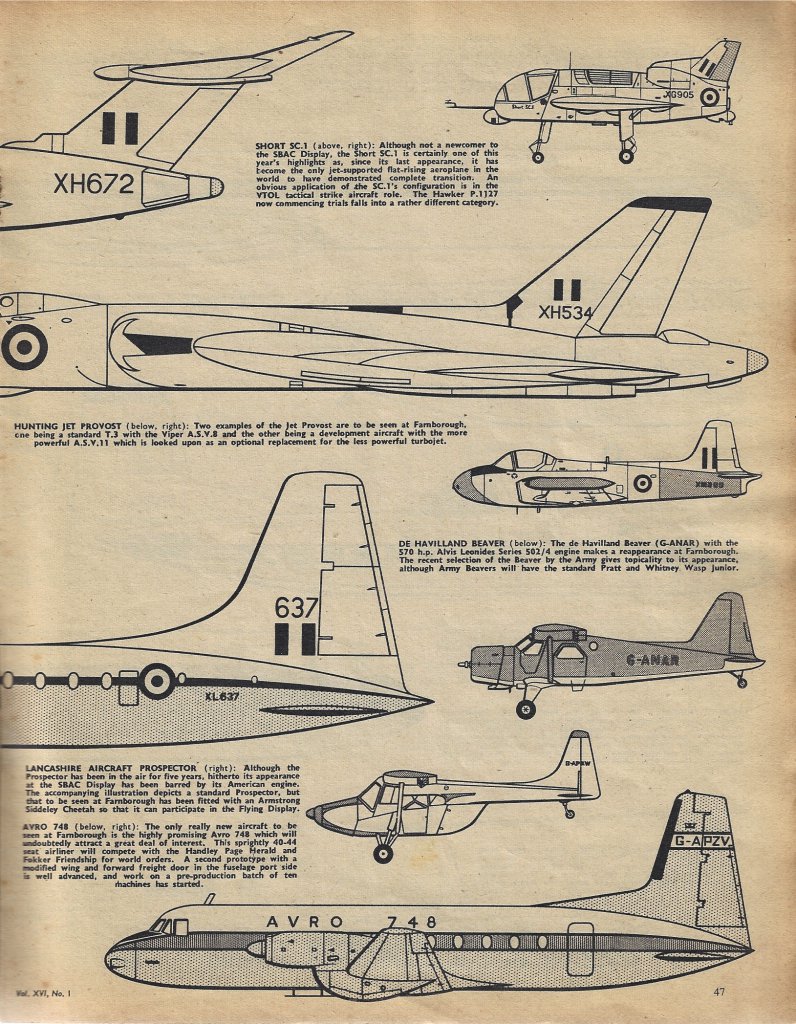 XG905
Short SC.1
XH672
SHORT SC.1 (above, right): Although not a newcomer to
the SBAC Display, the Short SC.1 is certainly one of this
year's highlights as, since its last appearance, it has
become the only jet-supported flat-rising aeroplane in the
world to have demonstrated complete transition. An
obvious application of the SC.1's configuration is in the
VTOL tactical strike aircraft role. The Hawker P.1127
now commencing trials falls into a rather different category.
XH534
HUNTING JET PROVOST (below, right): Two examples of the Jet Provost are to be seen at Farnborough,
one being a standard T.3 with the Viper A.S.V.8 and the other being a development aircraft with the more
powerful A.S.V.11 which is looked upon as an optional replacement for the less powerful turbojet.
DE HAVILLAND BEAVER (below): The de Havilland Beaver (G-ANAR) with the
570 h.p. Alvis Leonides Series 502/4 engine makes a reappearance at Farnborough.
The recent selection of the Beaver by the Army gives topicality to its appearance,
although Army Beavers will have the standard Pratt and Whitney Wasp Junior.
637
G-ANAR
XL637
LANCASHIRE AIRCRAFT PROSPECTOR (right): Although the
Prospector has been in the air for five years, hitherto its appearance
at the SBAC Display has been barred by its American engine.
The accompanying illustration depicts a standard Prospector, but
that to be seen at Farnborough has been fitted with an Armstrong
Siddeley Cheetah so that it can participate in the Flying Display.
AVRO 748 (below, right): The only really new aircraft to be
seen at Farnborough is the highly promising Avro 748 which will
undoubtedly attract a great deal of interest. This sprightly 40-44
seat airliner will compete with the Handley Page Herald and
Fokker Friendship for world orders. A second prototype with a
modified wing and forward freight door in the fuselage port side
is well advanced, and work on a pre-production batch of ten
machines has started.
G-APZV
AVRO 748
Vol. XVI, No. 1
47